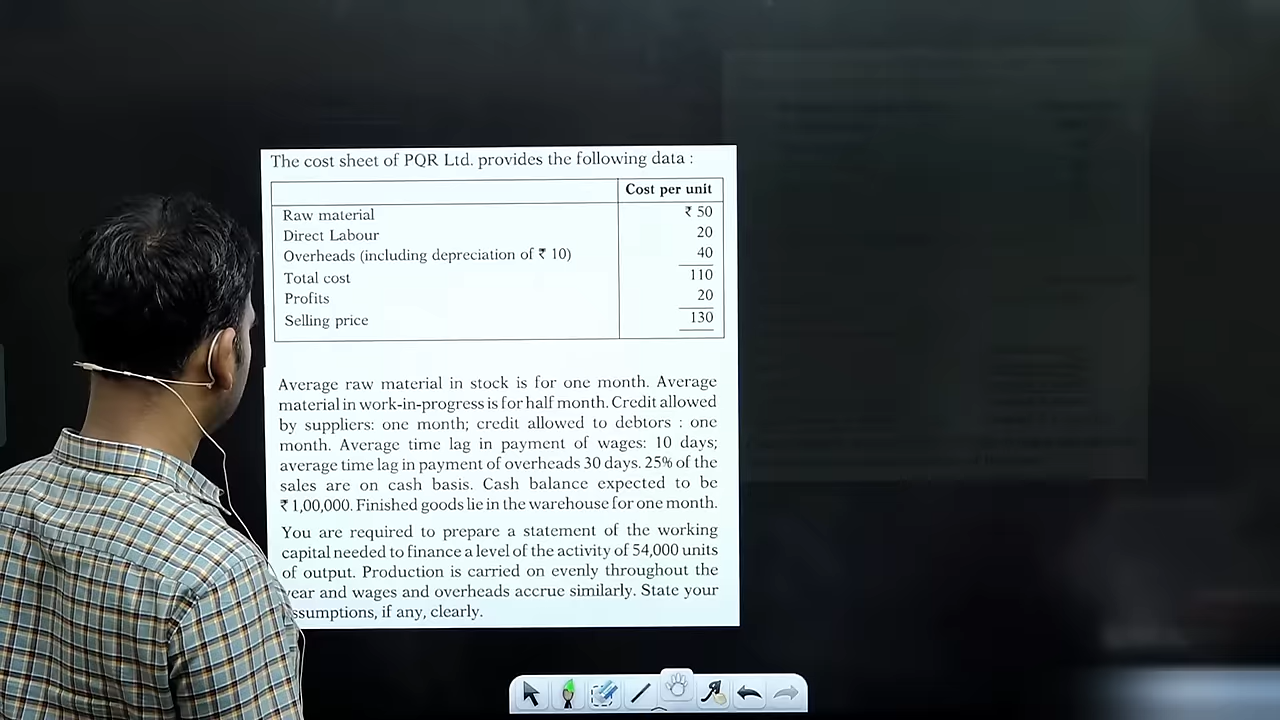 The cost sheet of PQR Ltd. provides the following data :
Cost per unit
Raw material ₹ 50
Direct Labour 20
Overheads (including depreciation of ₹ 10) 40
Total cost 110
Profits 20
Selling price 130
Average raw material in stock is for one month. Average
material in work-in-progress is for half month. Credit allowed
by suppliers: one month; credit allowed to debtors : one
month. Average time lag in payment of wages: 10 days;
average time lag in payment of overheads 30 days. 25% of the
sales are on cash basis. Cash balance expected to be
₹ 1,00,000. Finished goods lie in the warehouse for one month.
You are required to prepare a statement of the working
capital needed to finance a level of the activity of 54,000 units
of output. Production is carried on evenly throughout the
year and wages and overheads accrue similarly. State your
ssumptions, if any, clearly.